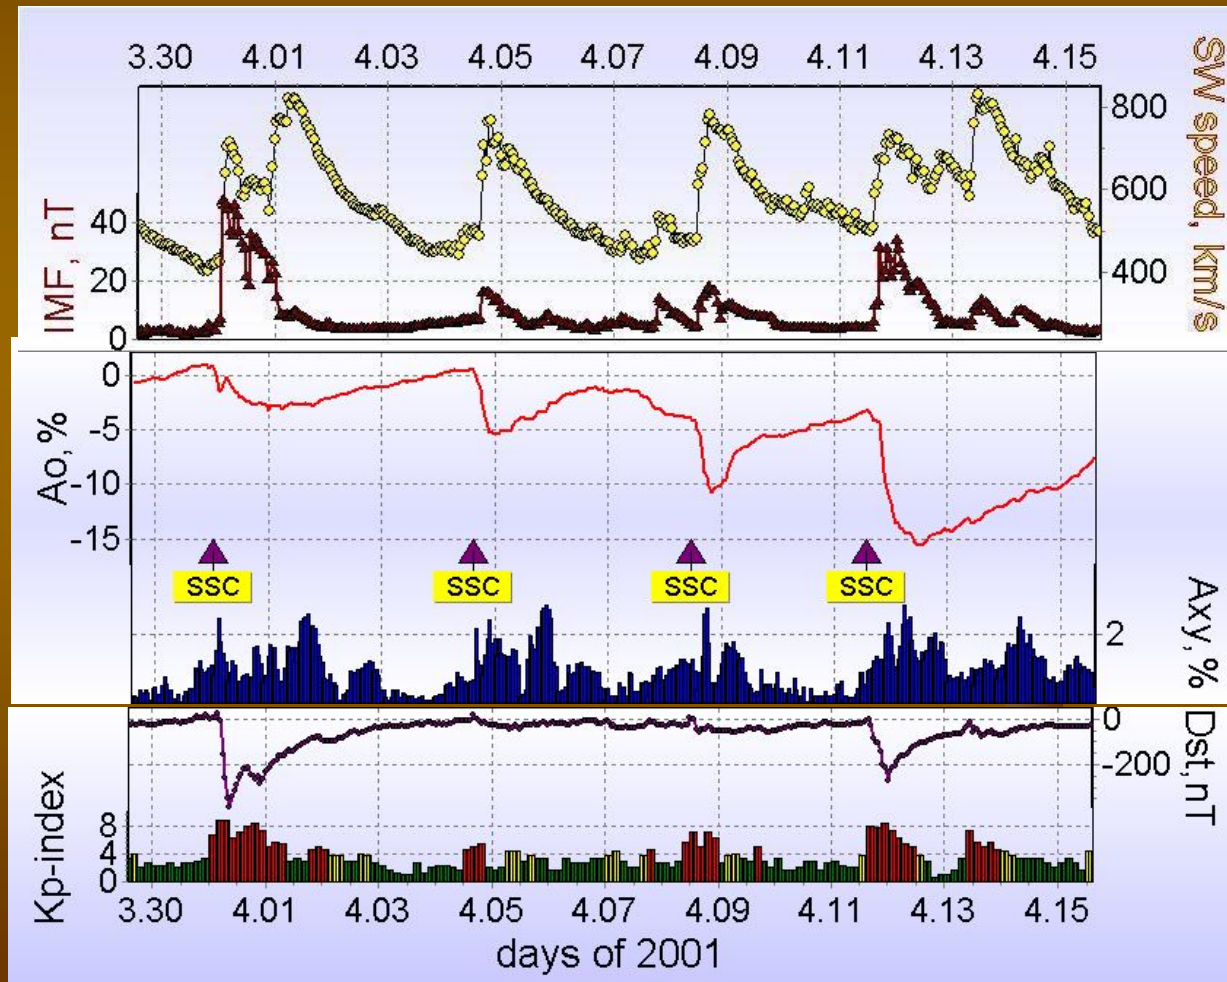 3.30 4.01 4.03 4.05 4.07 4.09 4.11 4.13 4.15
IMF, nT
40
20
0
800
600
400
SW speed, km/s
Ao, %
0
-5
-10
-15
SSC SSC SSC SSC
2
Axy, %
0
-200
Dst, nT
Kp-index
8
4
0
3.30 4.01 4.03 4.05 4.07 4.09 4.11 4.13 4.15
days of 2001